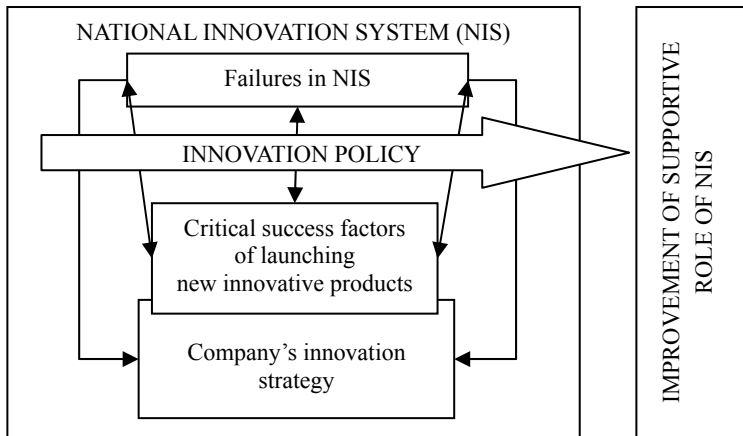 NATIONAL INNOVATION SYSTEM (NIS)
Failures in NIS
INNOVATION POLICY
Critical success factors
of launching
new innovative products
Company’s innovation
strategy
IMPROVEMENT OF SUPPORTIVE
ROLE OF NIS